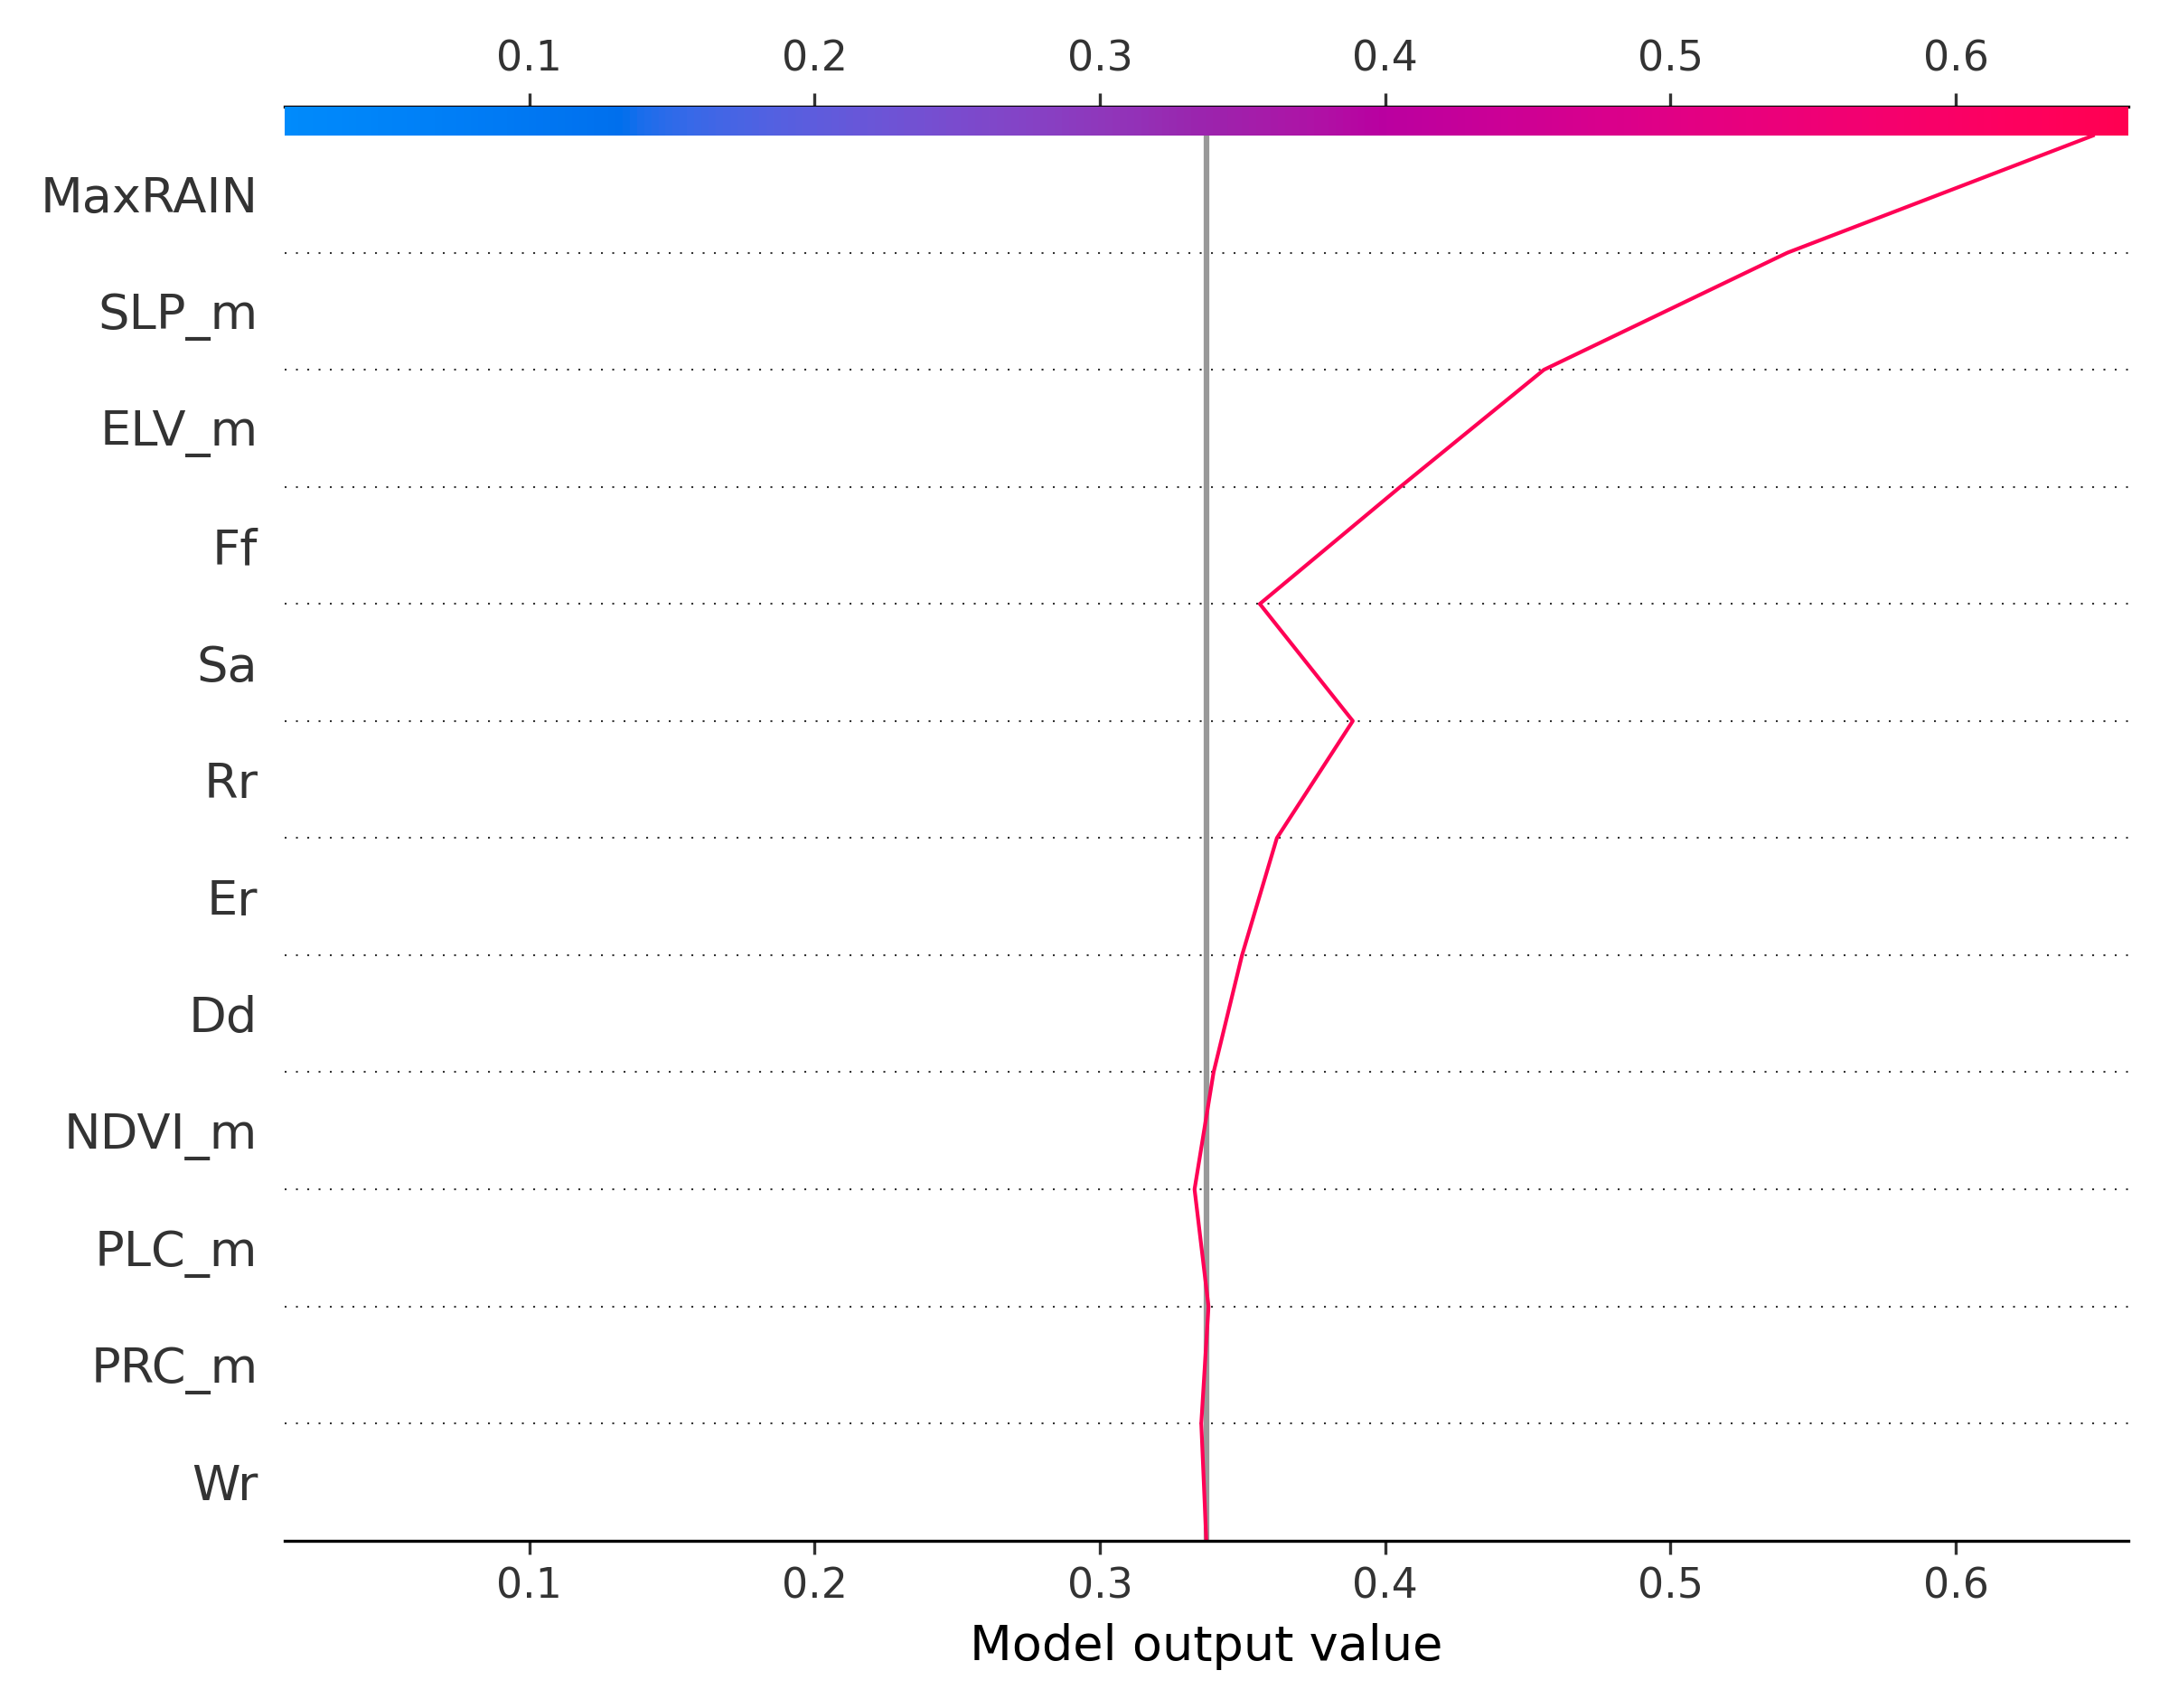 0.1 0.2 0.3 0.4 0.5 0.6
MaxRAIN
SLP_m
ELV_m
Ff
Sa
Rr
Er
Dd
NDVI_m
PLC_m
PRC_m
Wr
0.1 0.2 0.3 0.4 0.5 0.6
Model output value